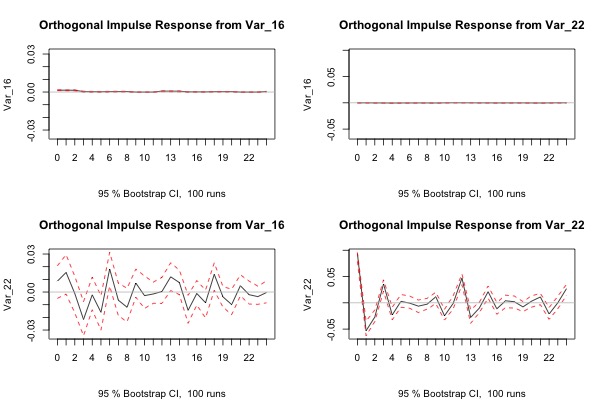 Orthogonal Impulse Response from Var_16
Var_16
0.03
0.00
-0.03
0 2 4 6 8 10 13 16 19 22
95 % Bootstrap CI, 100 runs
Orthogonal Impulse Response from Var_22
Var_16
0.05
-0.05
0 2 4 6 8 10 13 16 19 22
95 % Bootstrap CI, 100 runs
Orthogonal Impulse Response from Var_16
Var_22
0.03
0.00
-0.03
0 2 4 6 8 10 13 16 19 22
95 % Bootstrap CI, 100 runs
Orthogonal Impulse Response from Var_22
Var_22
0.05
-0.05
0 2 4 6 8 10 13 16 19 22
95 % Bootstrap CI, 100 runs